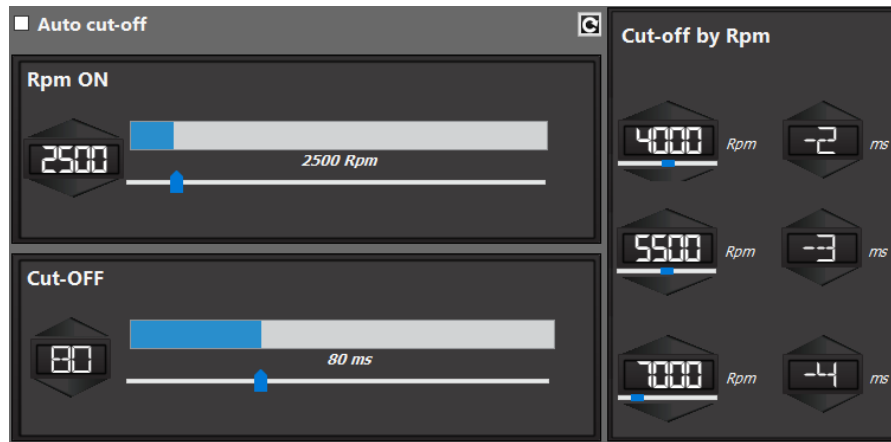 Auto cut-off
Rpm ON
2500
2500 Rpm
Cut-OFF
80
80 ms
Cut-off by Rpm
4000 Rpm -2 ms
5500 Rpm -3 ms
7000 Rpm -4 ms